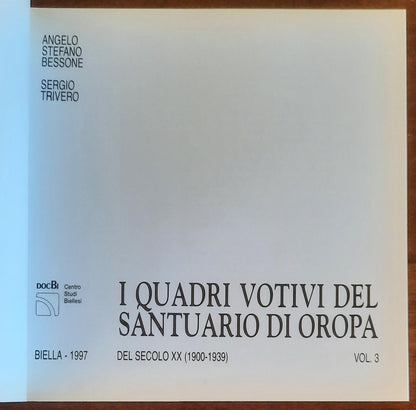 ANGELO
STEFANO
BESSONE
SERGIO
TRIVERO
DOCBI
Centro
Studi
Biellesi
I QUADRI VOTIVI DEL
SANTUARIO DI OROPA
BIELLA - 1997
DEL SECOLO XX (1900-1939)
VOL. 3